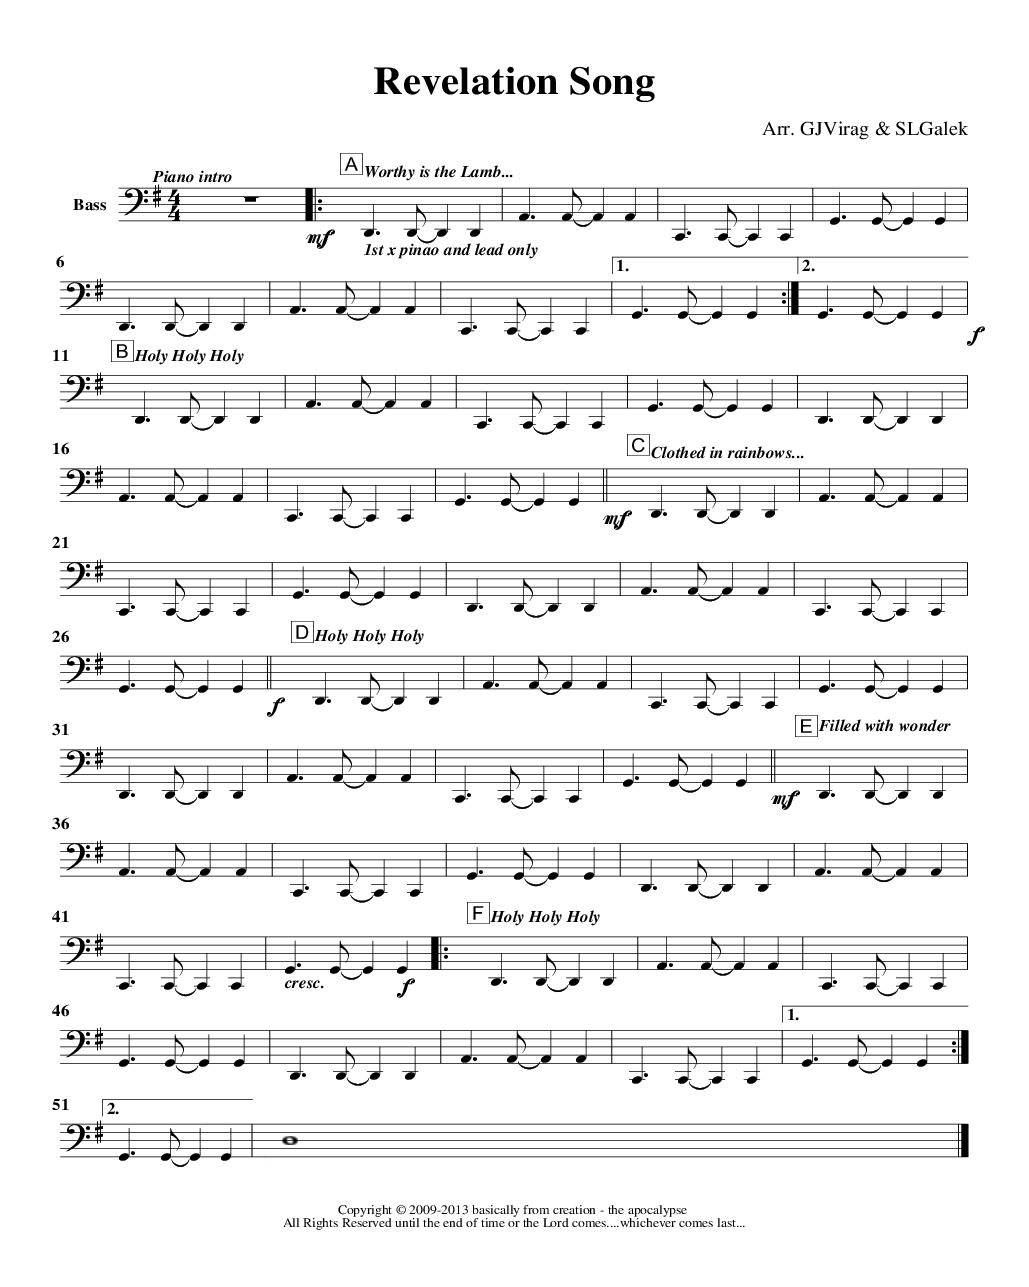 Revelation Song
Arr. GJVirag & SLGalek
Piano intro
A Worthy is the Lamb...
Bass
mf
1st x pinao and lead only
6
1.
2.
f
11
B Holy Holy Holy
16
C Clothed in rainbows...
mf
21
26
D Holy Holy Holy
f
31
E Filled with wonder
mf
36
41
F Holy Holy Holy
cresc.
f
46
1.
51
2.
Copyright © 2009-2013 basically from creation - the apocalypse
All Rights Reserved until the end of time or the Lord comes....whichever comes last...